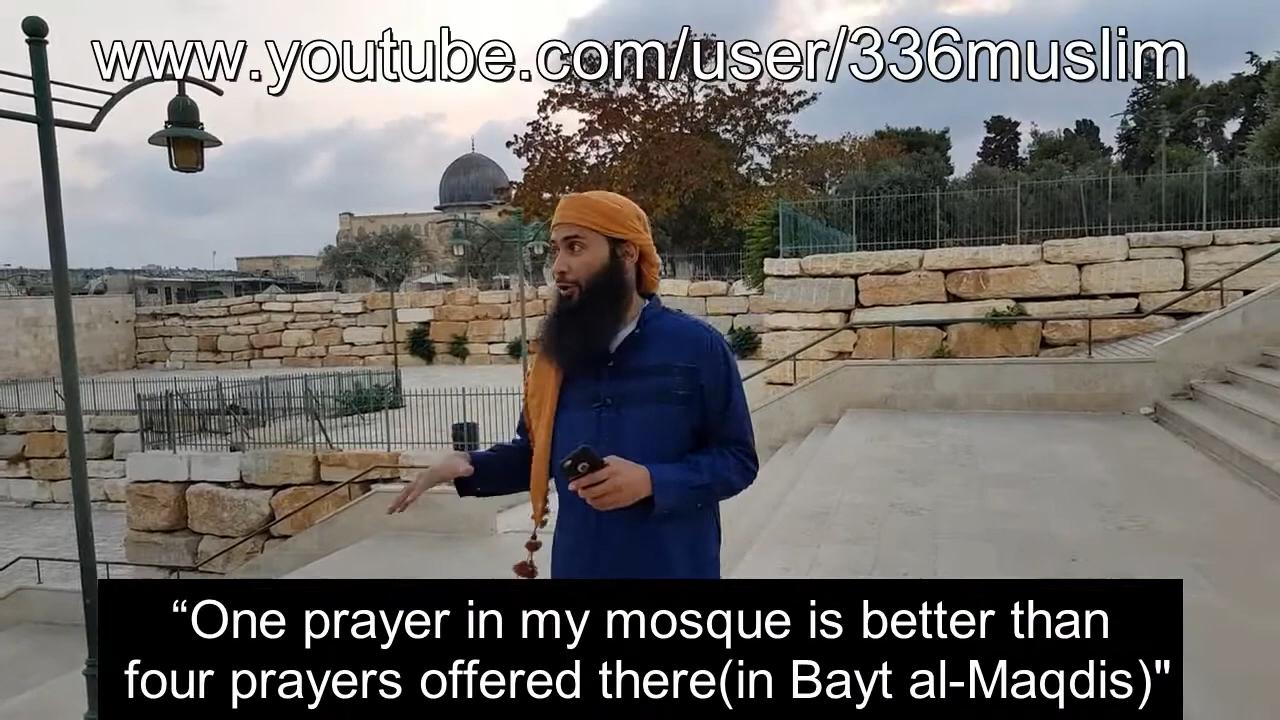 www.youtube.com/user/336muslim
“One prayer in my mosque is better than
four prayers offered there(in Bayt al-Maqdis)"